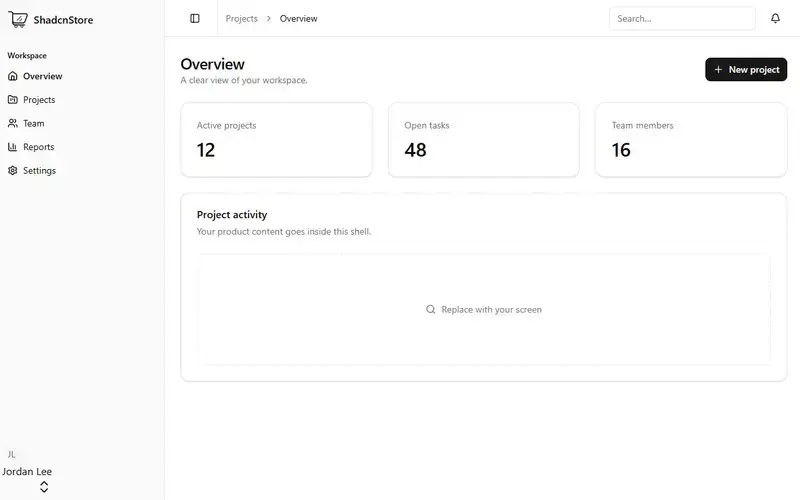 ShadcnStore
Workspace
Overview
Projects
Team
Reports
Settings
JL
Jordan Lee
Projects > Overview
Search...
Overview
A clear view of your workspace.
+ New project
Active projects
12
Open tasks
48
Team members
16
Project activity
Your product content goes inside this shell.
Replace with your screen